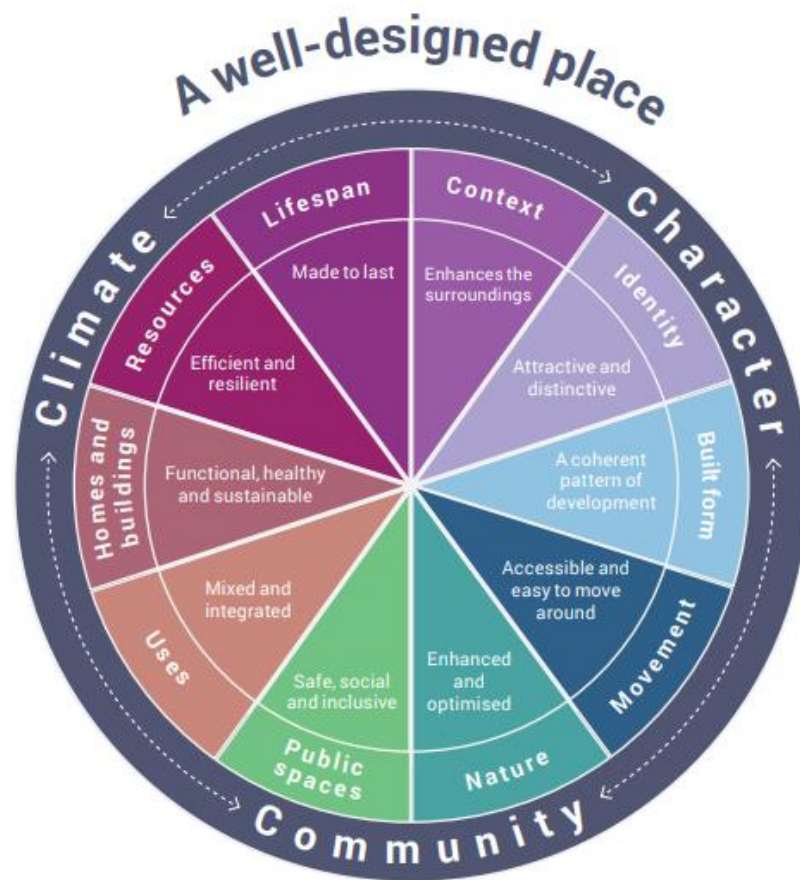 A well-designed place
Climate
Character
Community
Context
Enhances the
surroundings
Identity
Attractive and
distinctive
Built form
A coherent
pattern of
development
Movement
Accessible and
easy to move
around
Nature
Enhanced
and
optimised
Public
spaces
Safe, social
and inclusive
Uses
Mixed and
integrated
Homes and
buildings
Functional, healthy
and sustainable
Resources
Efficient and
resilient
Lifespan
Made to last